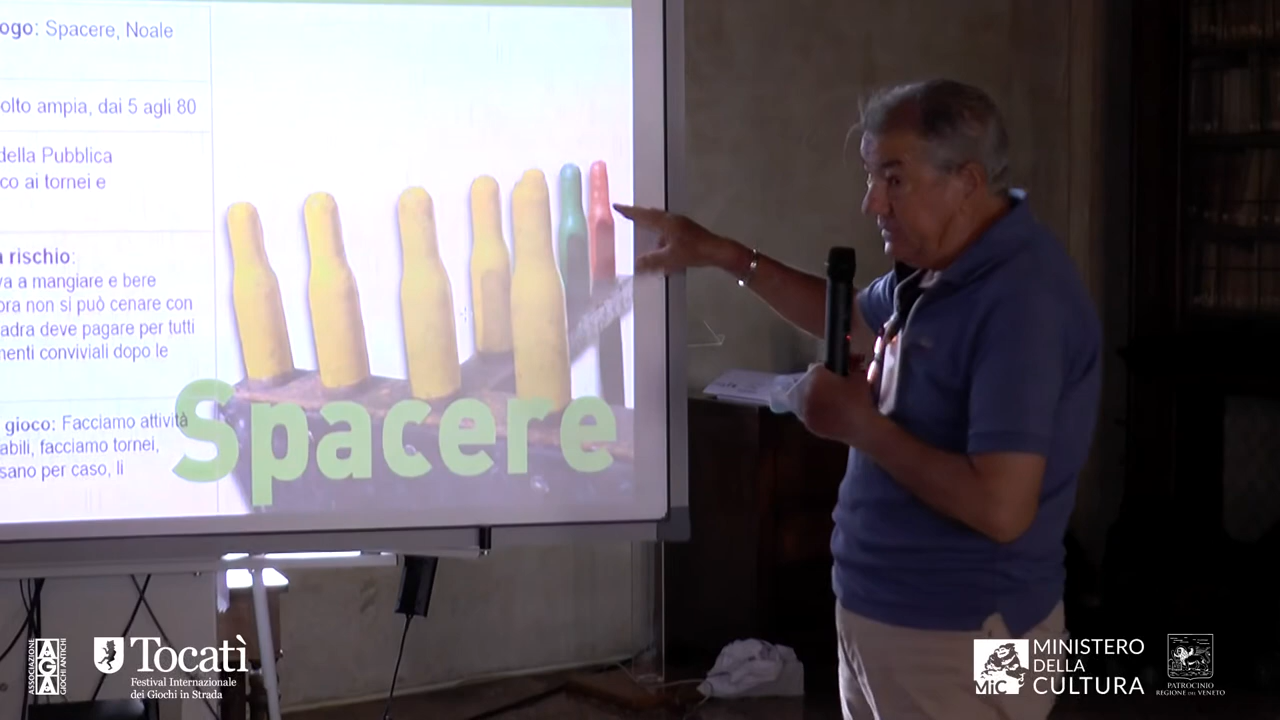 ogo: Spacere, Noale
olto ampia, dai 5 agli 80
della Pubblica
co ai tornei e
a rischio:
va a mangiare e bere
ora non si può cenare con
adra deve pagare per tutti
menti conviviali dopo le
gioco: Facciamo attività
abili, facciamo tornei,
sano per caso, li
Spacere
ASSOCIAZIONE
AGA
GIOCHI ANTICHI
Tocatì
Festival Internazionale
dei Giochi in Strada
MiC
MINISTERO
DELLA
CULTURA
PATROCINIO
REGIONE DEL VENETO